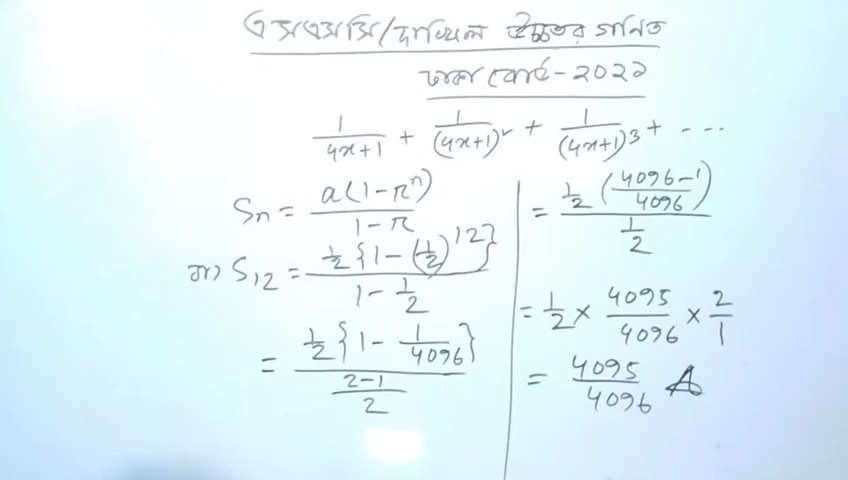 এসএসসি/দাখিল উচ্চতর গনিত
ঢাকা বোর্ড-২০২১
1/(4x+1) + 1/(4x+1)² + 1/(4x+1)³ + ...
Sn = a(1-rⁿ)/(1-r)
বা) S12 = ½{1-(½)^12}/(1-½)
= ½{1 - 1/4096}/((2-1)/2)
= ½((4096-1)/4096)/(½)
= ½ × 4095/4096 × 2/1
= 4095/4096 A